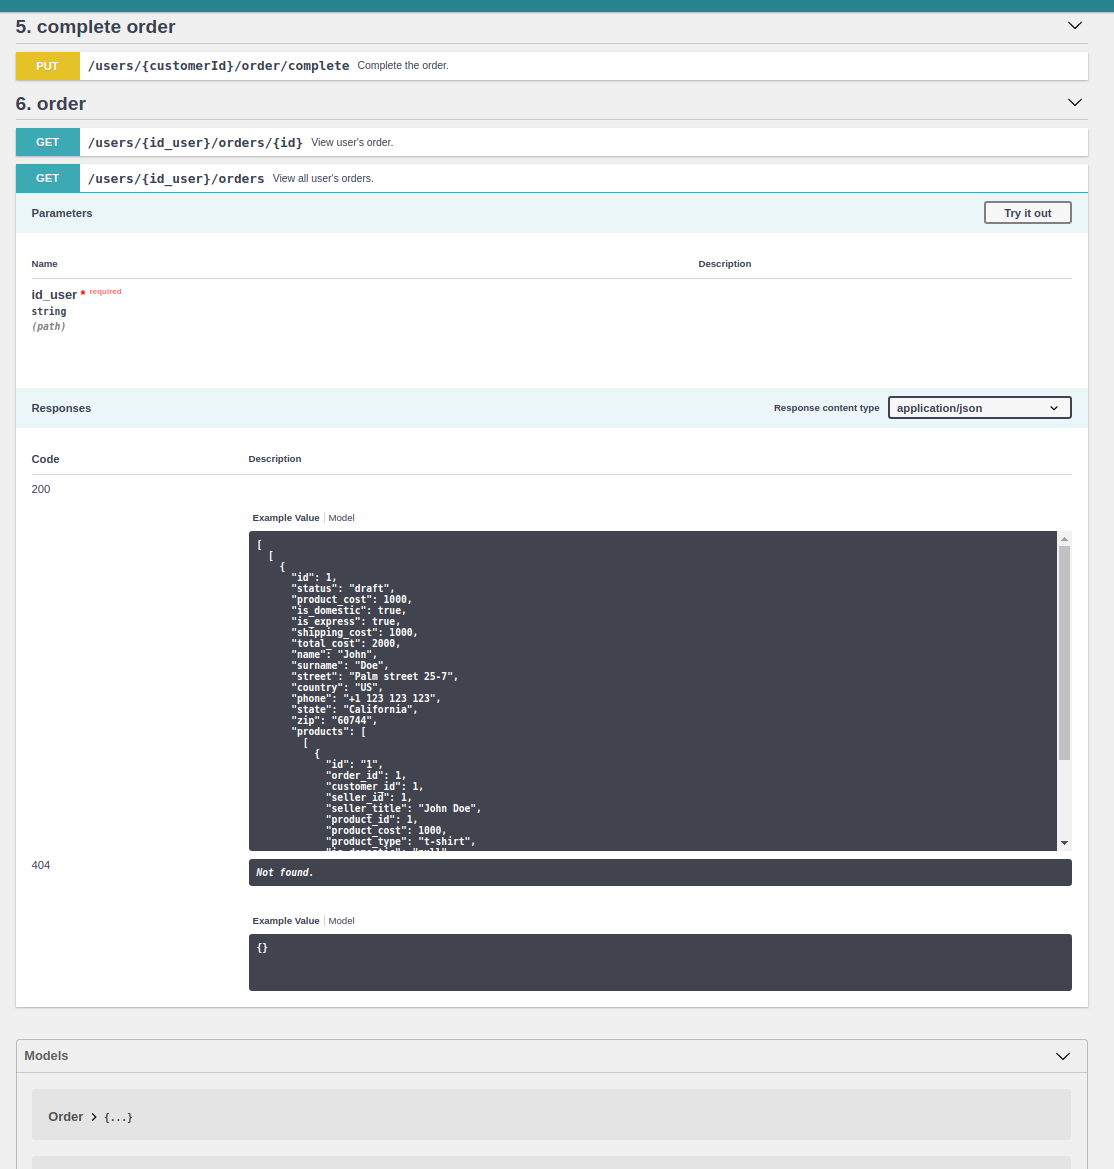 5. complete order
PUT /users/{customerId}/order/complete Complete the order.
6. order
GET /users/{id_user}/orders/{id} View user's order.
GET /users/{id_user}/orders View all user's orders.
Parameters Try it out
Name Description
id_user * required
string
(path)
Responses Response content type application/json
Code Description
200
Example Value Model
[
[
{
"id": 1,
"status": "draft",
"product_cost": 1000,
"is_domestic": true,
"is_express": true,
"shipping_cost": 1000,
"total_cost": 2000,
"name": "John",
"surname": "Doe",
"street": "Palm street 25-7",
"country": "US",
"phone": "+1 123 123 123",
"state": "California",
"zip": "60744",
"products": [
[
{
"id": "1",
"order_id": 1,
"customer_id": 1,
"seller_id": 1,
"seller_title": "John Doe",
"product_id": 1,
"product_cost": 1000,
"product_type": "t-shirt",
"is_domestic": "null"
404 Not found.
Example Value Model
{}
Models
Order > {...}